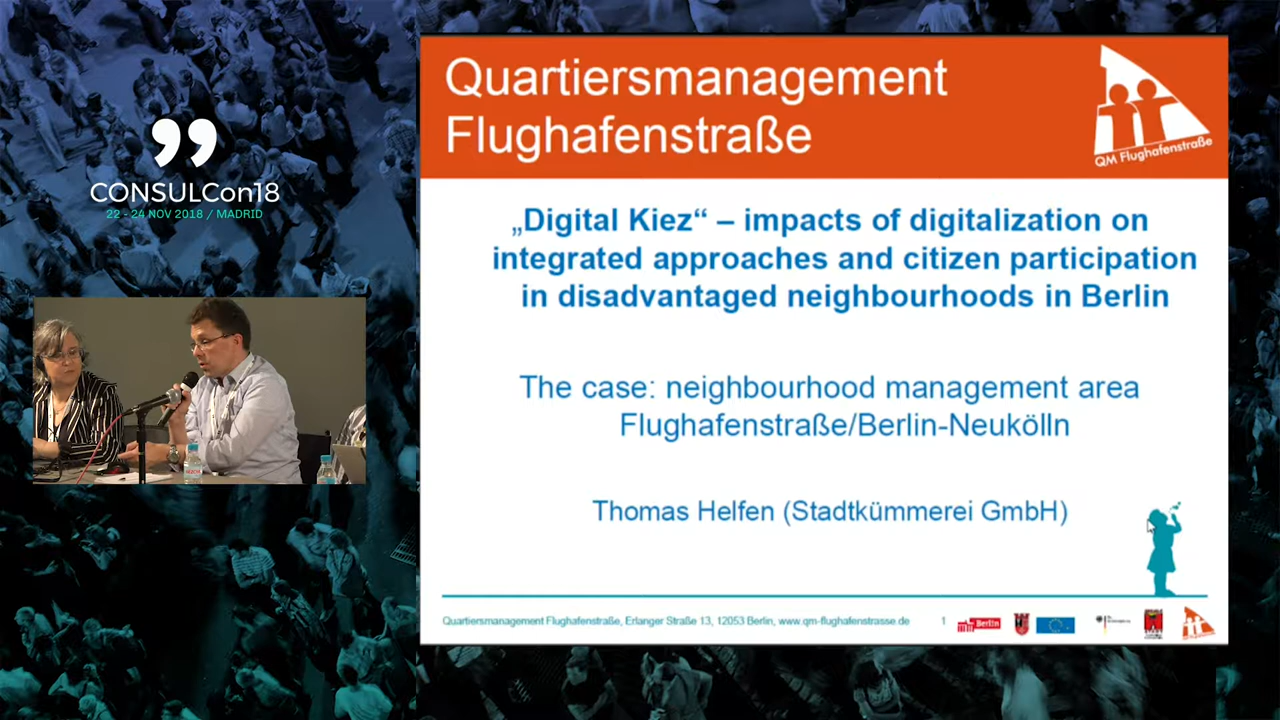 CONSULCon18
22 - 24 NOV 2018 / MADRID
Quartiersmanagement
Flughafenstraße
QM Flughafenstraße
„Digital Kiez“ – impacts of digitalization on
integrated approaches and citizen participation
in disadvantaged neighbourhoods in Berlin
The case: neighbourhood management area
Flughafenstraße/Berlin-Neukölln
Thomas Helfen (Stadtkümmerei GmbH)
Quartiersmanagement Flughafenstraße, Erlanger Straße 13, 12053 Berlin, www.qm-flughafenstrasse.de
1
Berlin